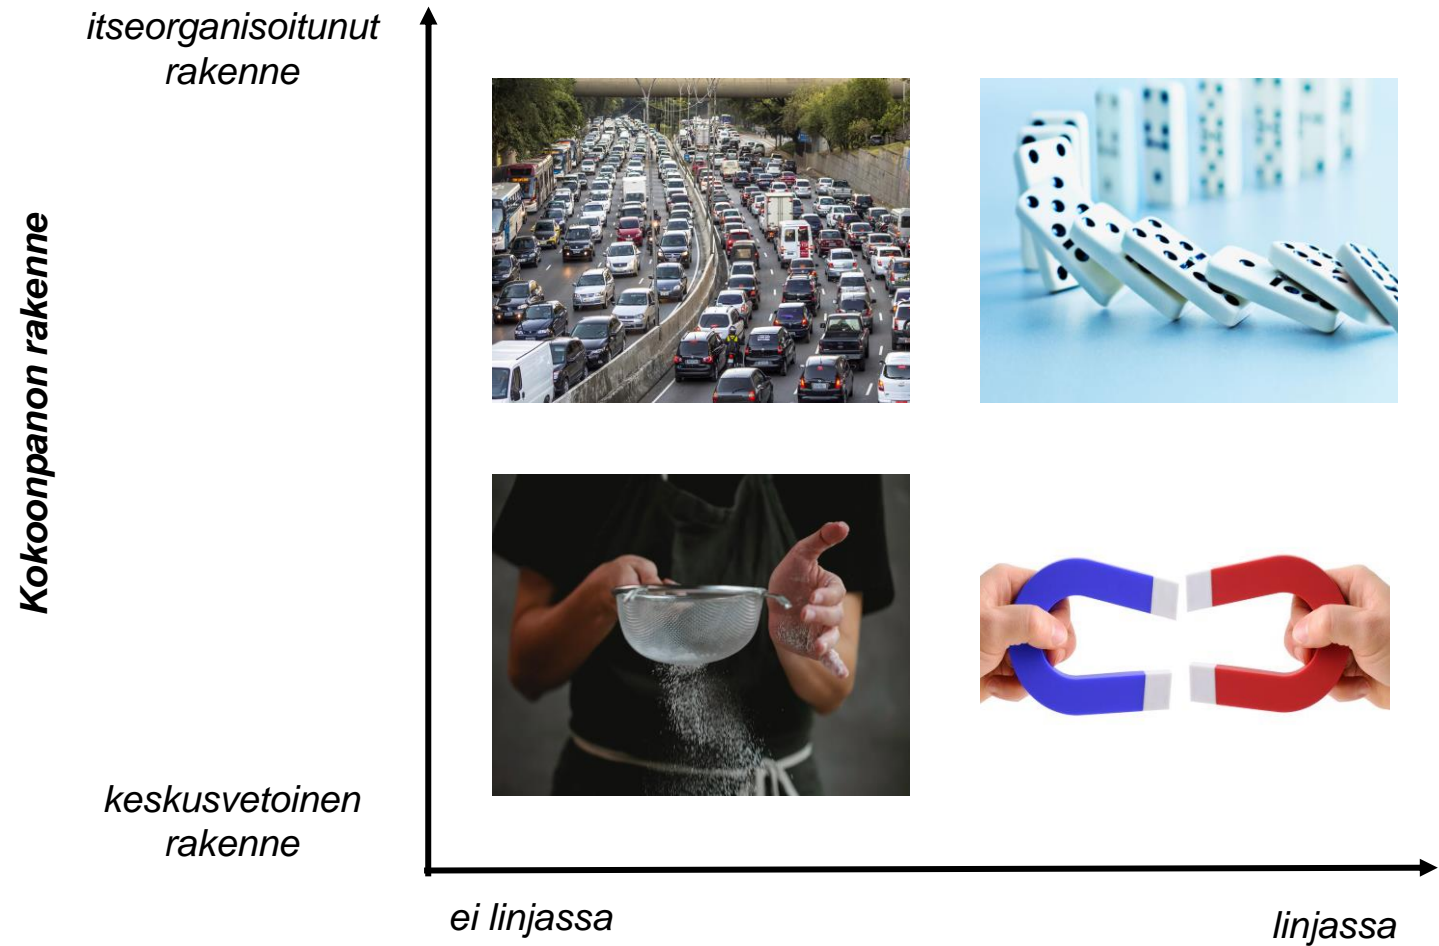 itseorganisoitunut
rakenne
Kokoonpanon rakenne
keskusvetoinen
rakenne
ei linjassa
linjassa